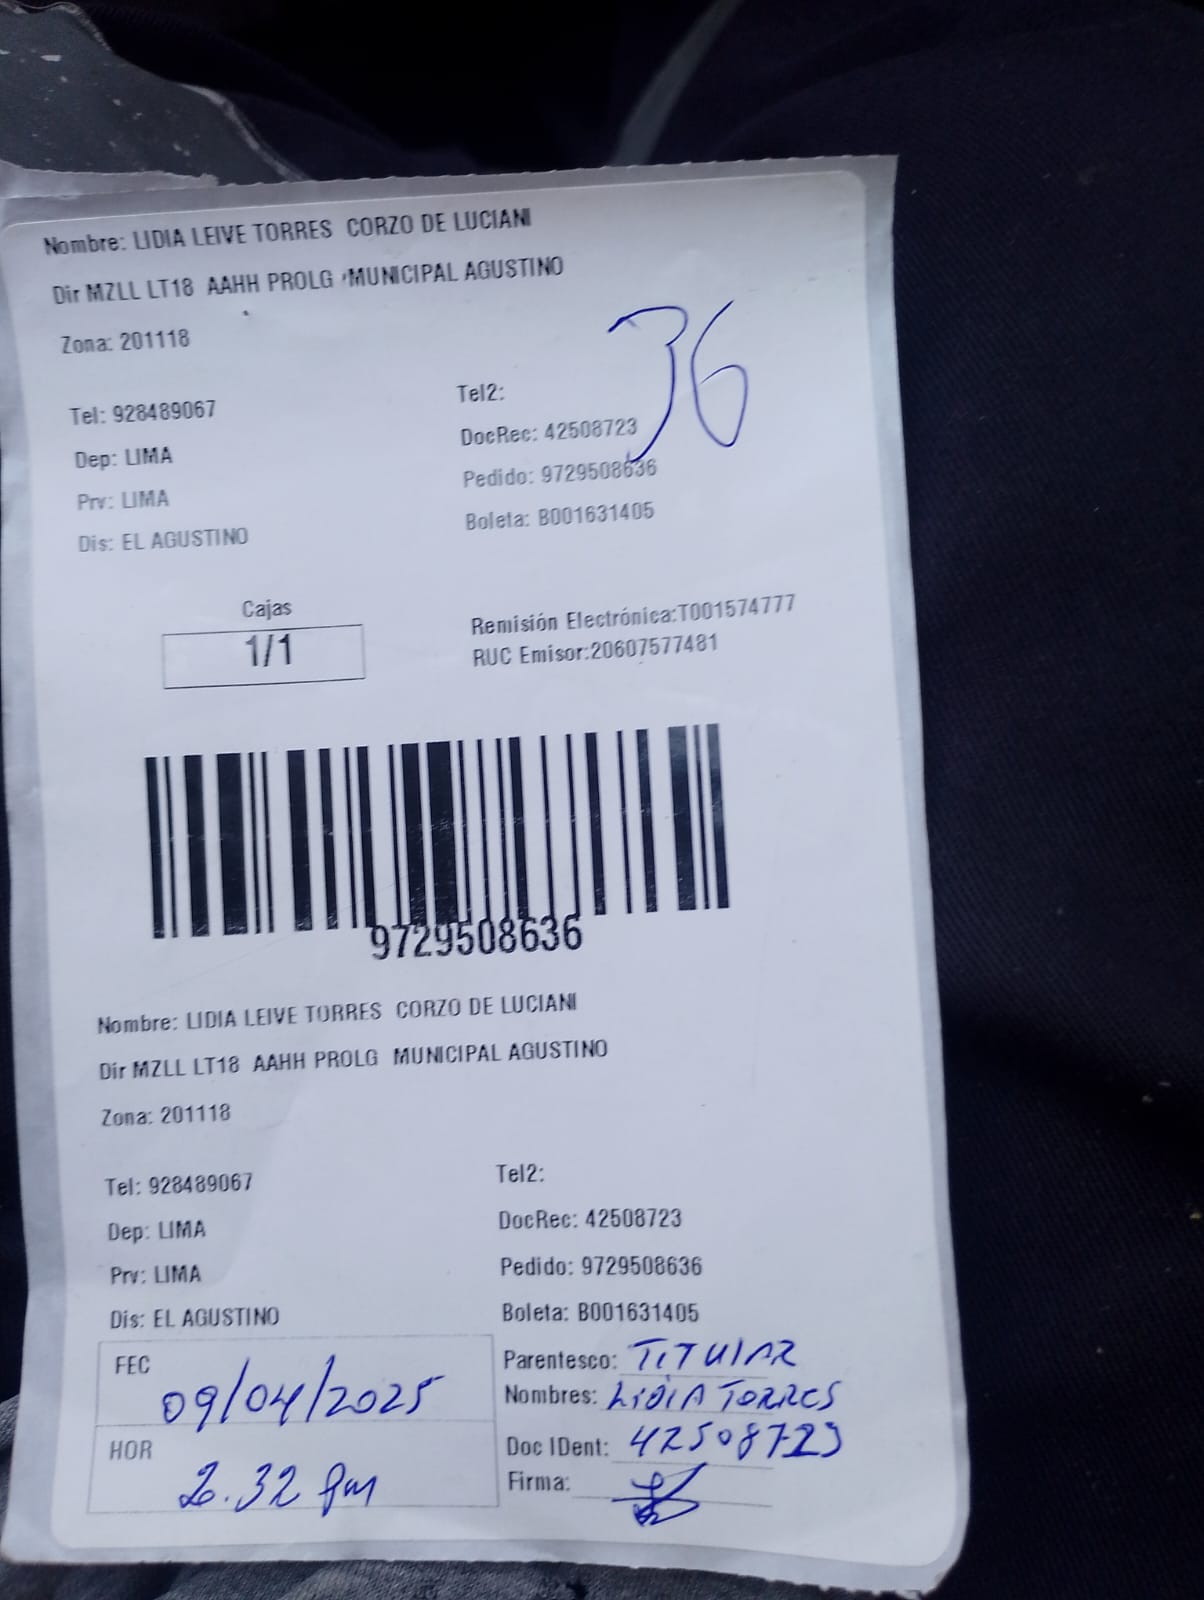 Nombre: LIDIA LEIVE TORRES CORZO DE LUCIANI
Dir MZLL LT18 AAHH PROLG MUNICIPAL AGUSTINO
Zona: 201118
36
Tel: 928489067
Tel2:
Dep: LIMA
DocRec: 42508723
Prv: LIMA
Pedido: 9729508636
Dis: EL AGUSTINO
Boleta: B001631405
Cajas
1/1
Remisión Electrónica:T001574777
RUC Emisor:20607577481
9729508636
Nombre: LIDIA LEIVE TORRES CORZO DE LUCIANI
Dir MZLL LT18 AAHH PROLG MUNICIPAL AGUSTINO
Zona: 201118
Tel: 928489067
Tel2:
Dep: LIMA
DocRec: 42508723
Prv: LIMA
Pedido: 9729508636
Dis: EL AGUSTINO
Boleta: B001631405
FEC
09/04/2025
HOR
2.32 pm
Parentesco: TITULAR
Nombres: LIDIA TORRES
Doc IDent: 42508723
Firma: